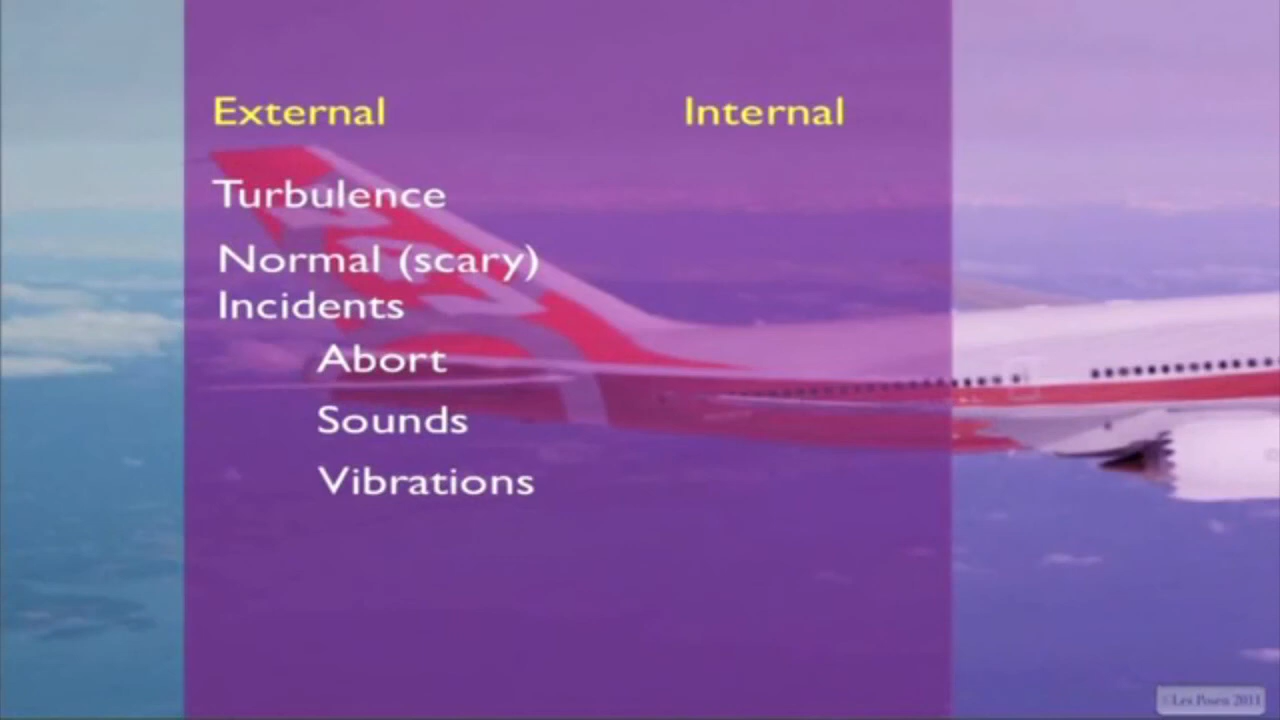 External
Internal
Turbulence
Normal (scary)
Incidents
Abort
Sounds
Vibrations
©Les Posen 2011